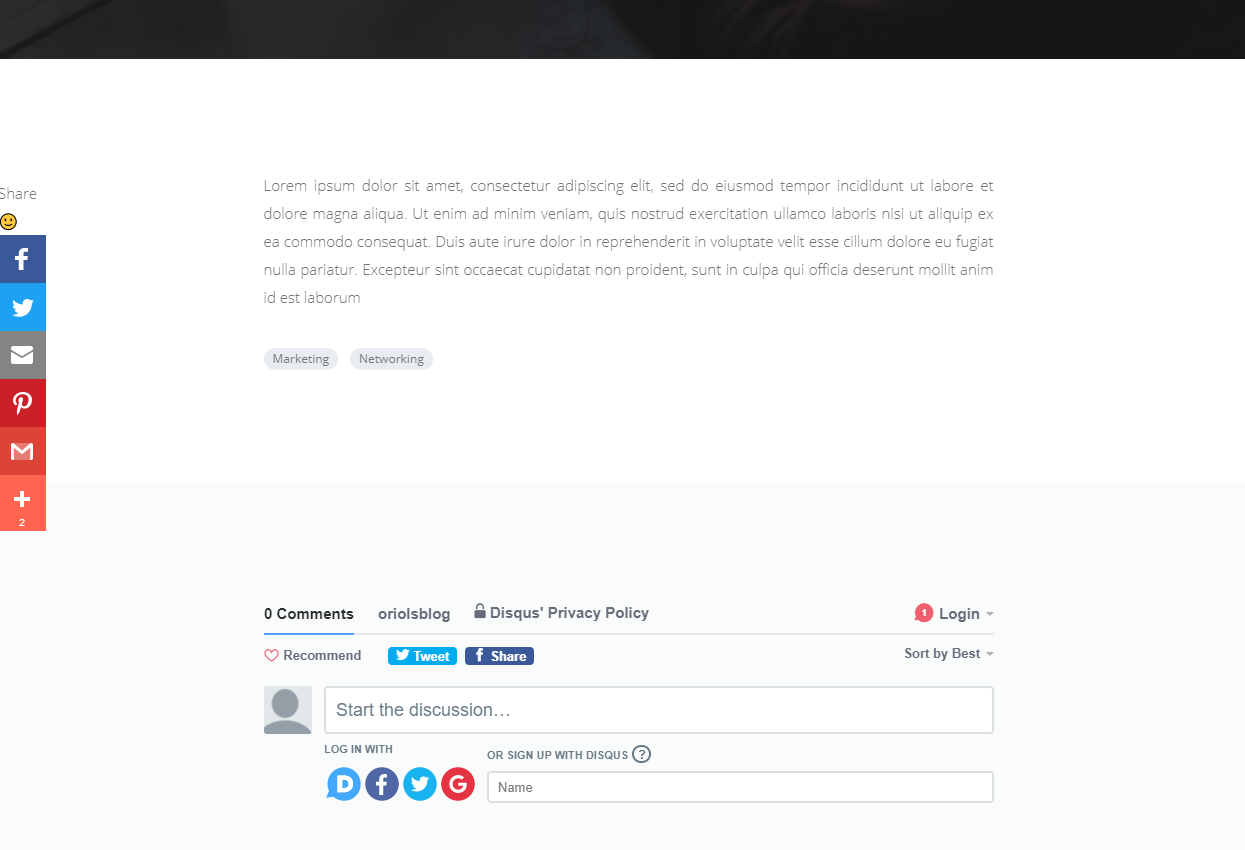 Lorem ipsum dolor sit amet, consectetur adipiscing elit, sed do eiusmod tempor incididunt ut labore et
dolore magna aliqua. Ut enim ad minim veniam, quis nostrud exercitation ullamco laboris nisi ut aliquip ex
ea commodo consequat. Duis aute irure dolor in reprehenderit in voluptate velit esse cillum dolore eu fugiat
nulla pariatur. Excepteur sint occaecat cupidatat non proident, sunt in culpa qui officia deserunt mollit anim
id est laborum
Marketing Networking
Share
2
0 Comments oriolsblog Disqus' Privacy Policy 1 Login
Recommend Tweet Share Sort by Best
Start the discussion…
LOG IN WITH
OR SIGN UP WITH DISQUS ?
Name